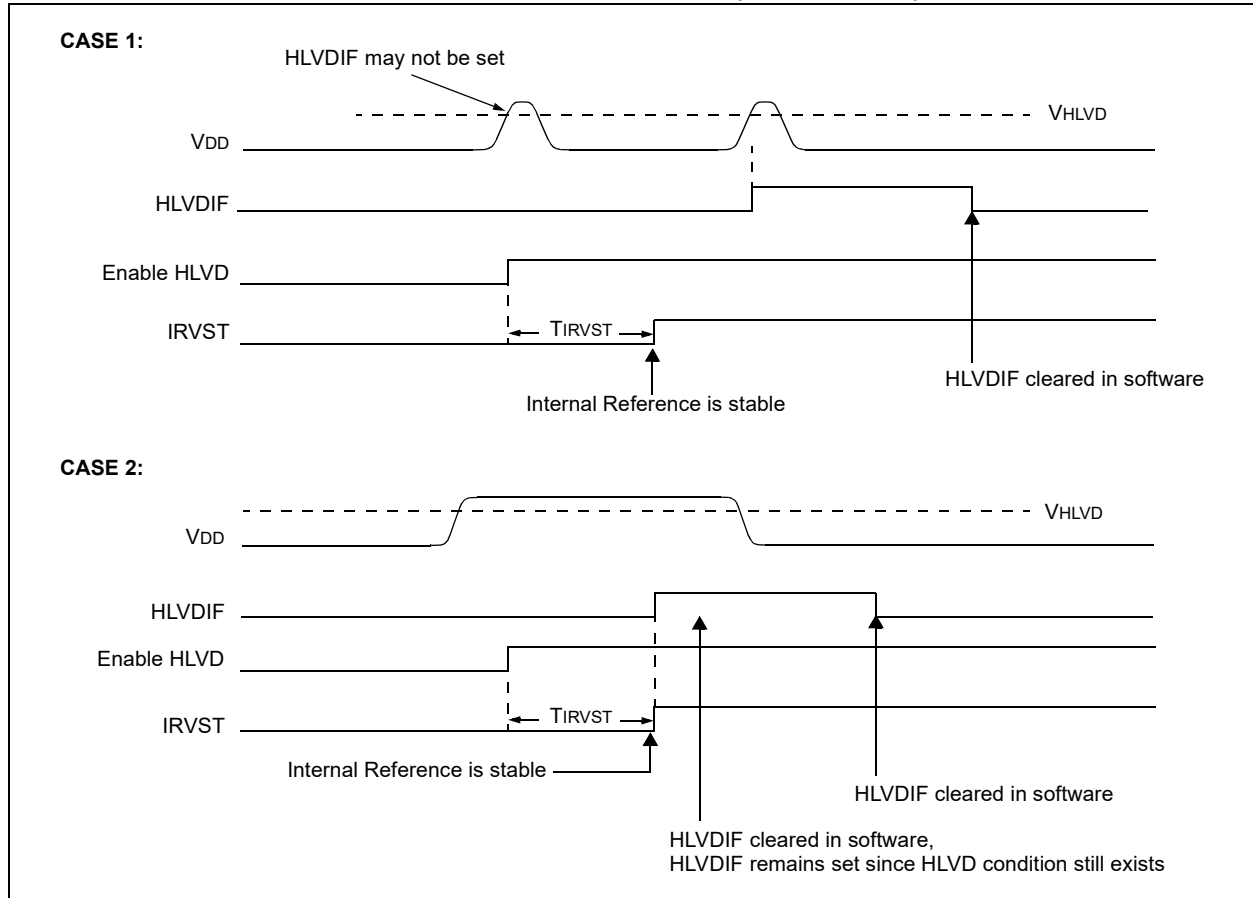 CASE 1:
HLVDIF may not be set
VHLVD
VDD
HLVDIF
Enable HLVD
TIRVST
IRVST
HLVDIF cleared in software
Internal Reference is stable
CASE 2:
VHLVD
VDD
HLVDIF
Enable HLVD
TIRVST
IRVST
Internal Reference is stable
HLVDIF cleared in software
HLVDIF cleared in software,
HLVDIF remains set since HLVD condition still exists